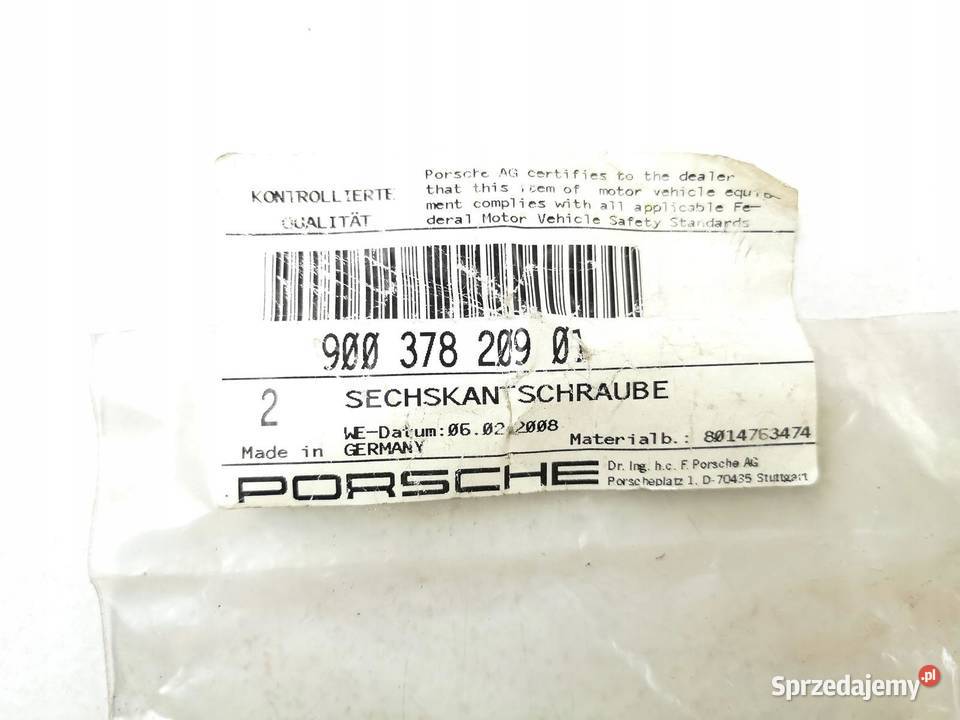 KONTROLLIERTE
QUALITÄT
Porsche AG certifies to the dealer
that this item of motor vehicle equip-
ment complies with all applicable Fe-
deral Motor Vehicle Safety Standards
900 378 209 01
2 SECHSKANTSCHRAUBE
WE-Datum:06.02.2008 Materialb.: 8014763474
Made in GERMANY
PORSCHE
Dr. Ing. h.c. F. Porsche AG
Porscheplatz 1, D-70435 Stuttgart
Sprzedajemy.pl